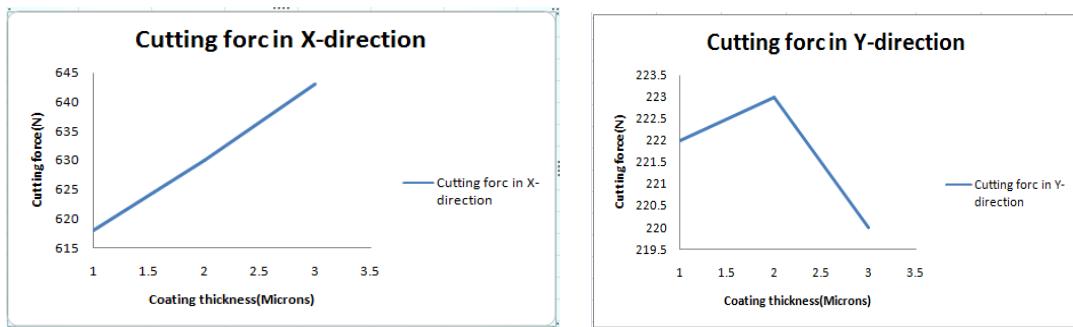 Cutting forc in X-direction
645
640
635
630
625
620
615
Cutting force(N)
1 1.5 2 2.5 3 3.5
Coating thickness(Microns)
Cutting forc in X-
direction
Cutting forc in Y-direction
223.5
223
222.5
222
221.5
221
220.5
220
219.5
Cutting force(N)
1 1.5 2 2.5 3 3.5
Coating thickness(Microns)
Cutting forc in Y-
direction